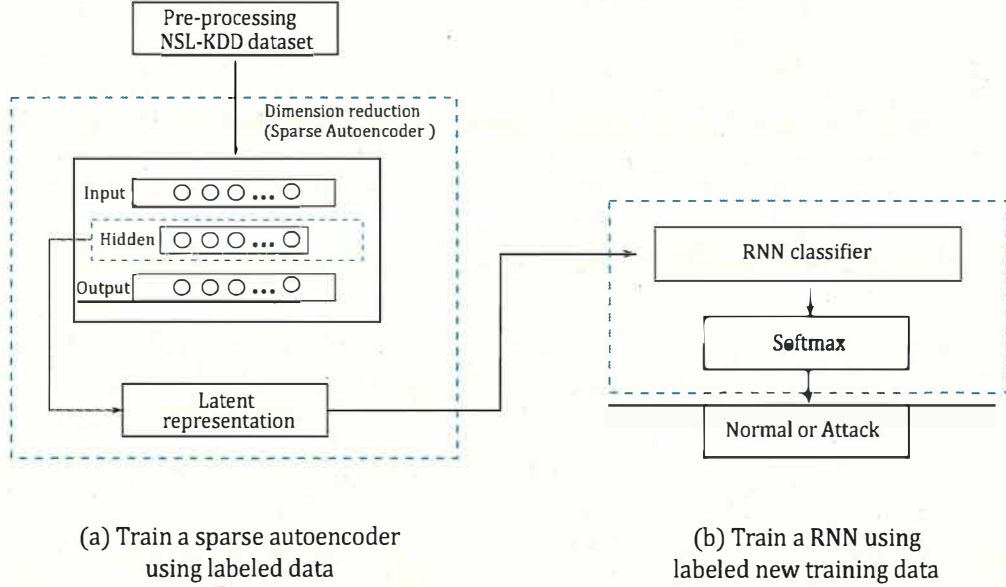 Pre-processing
NSL-KDD dataset
Dimension reduction
(Sparse Autoencoder )
Input
...
Hidden
...
Output
...
Latent
representation
RNN classifier
Softmax
Normal or Attack
(a) Train a sparse autoencoder
using labeled data
(b) Train a RNN using
labeled new training data